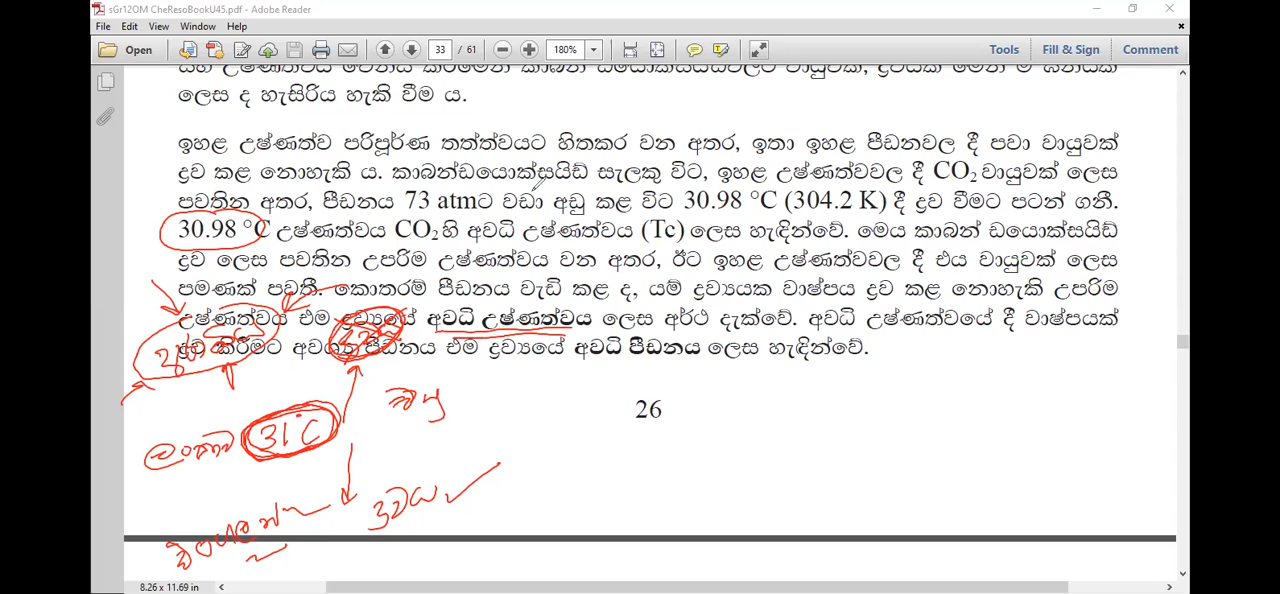 sGr12OM CheResoBookU45.pdf - Adobe Reader
File Edit View Window Help
Open 33 / 61 180% Tools Fill & Sign Comment
ලෙස ද හැසිරිය හැකි වීම ය.
ඉහළ උෂ්ණත්ව පරිපූර්ණ තත්ත්වයට හිතකර වන අතර, ඉතා ඉහළ පීඩනවල දී පවා වායුවක්
ද්‍රව කළ නොහැකි ය. කාබන්ඩයොක්සයිඩ් සැලකූ විට, ඉහළ උෂ්ණත්වවල දී CO₂ වායුවක් ලෙස
පවතින අතර, පීඩනය 73 atmට වඩා අඩු කළ විට 30.98 °C (304.2 K) දී ද්‍රව වීමට පටන් ගනී.
30.98 °C උෂ්ණත්වය CO₂ හි අවධි උෂ්ණත්වය (Tc) ලෙස හැඳින්වේ. මෙය කාබන් ඩයොක්සයිඩ්
ද්‍රව ලෙස පවතින උපරිම උෂ්ණත්වය වන අතර, ඊට ඉහළ උෂ්ණත්වවල දී එය වායුවක් ලෙස
පමණක් පවතී. කොතරම් පීඩනය වැඩි කළ ද, යම් ද්‍රව්‍යයක වාෂ්පය ද්‍රව කළ නොහැකි උපරිම
උෂ්ණත්වය එම ද්‍රව්‍යයේ අවධි උෂ්ණත්වය ලෙස අර්ථ දැක්වේ. අවධි උෂ්ණත්වයේ දී වාෂ්පයක්
ද්‍රව කිරීමට අවශ්‍ය පීඩනය එම ද්‍රව්‍යයේ අවධි පීඩනය ලෙස හැඳින්වේ.
26
31°C
8.26 x 11.69 in